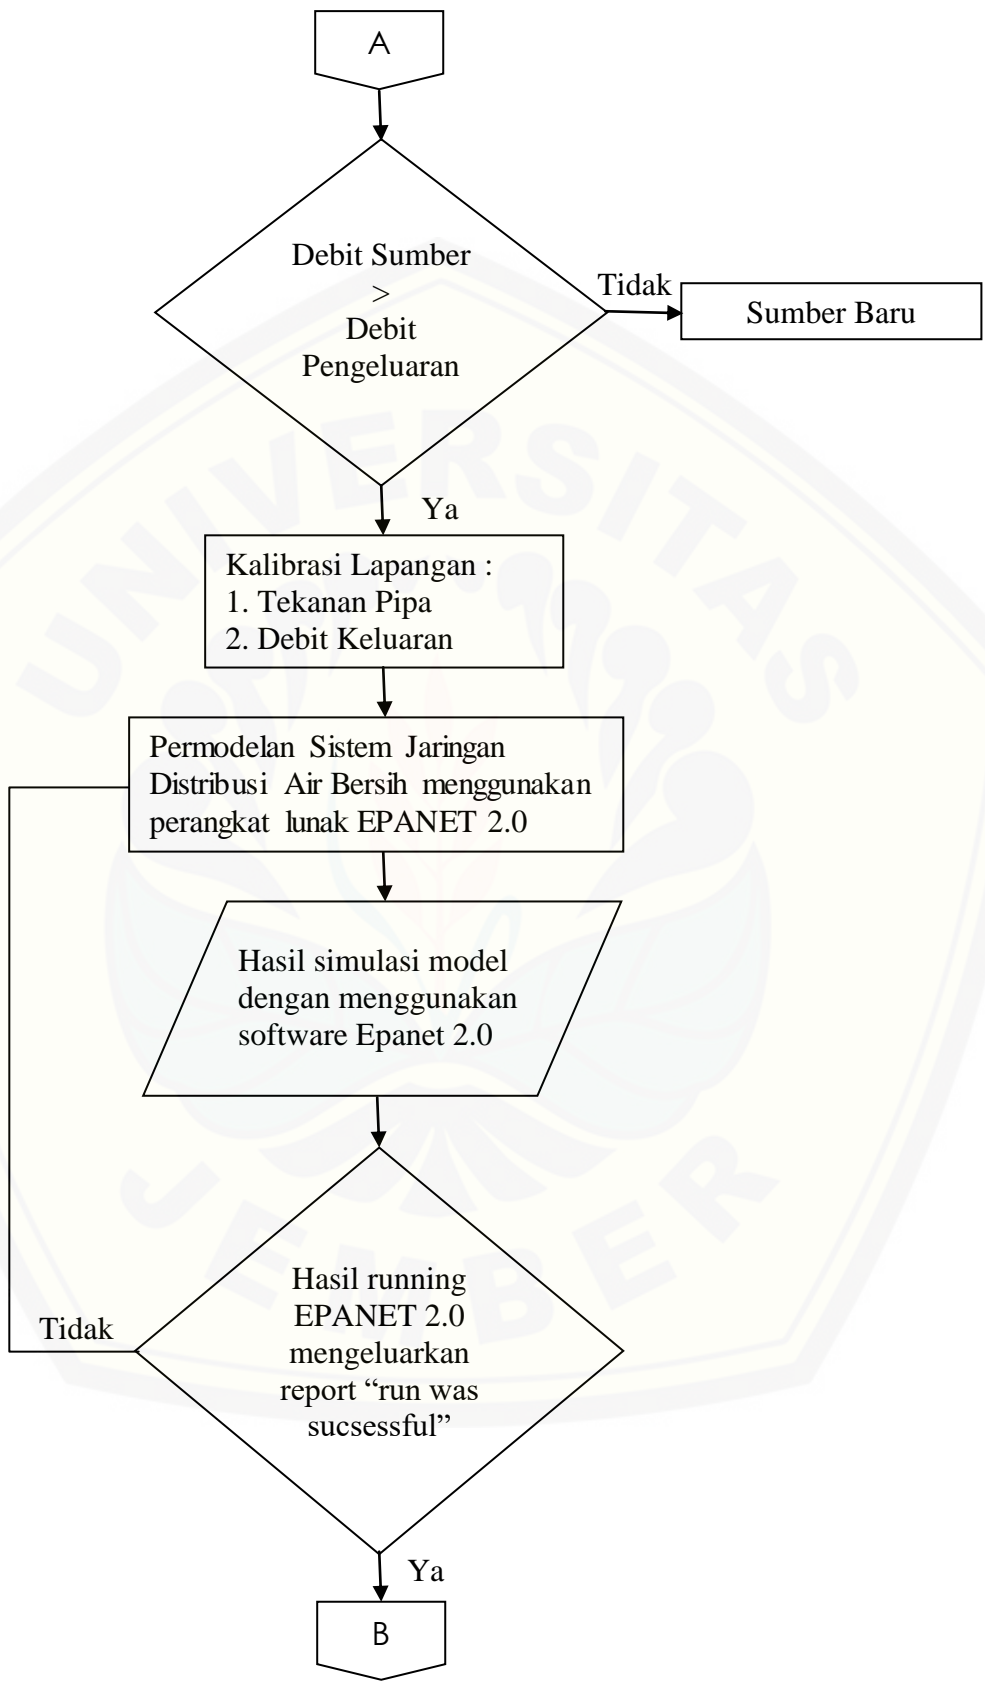 A
Debit Sumber
>
Debit
Pengeluaran
Tidak
Sumber Baru
Ya
Kalibrasi Lapangan :
1. Tekanan Pipa
2. Debit Keluaran
Permodelan Sistem Jaringan
Distribusi Air Bersih menggunakan
perangkat lunak EPANET 2.0
Hasil simulasi model
dengan menggunakan
software Epanet 2.0
Hasil running
EPANET 2.0
mengeluarkan
report “run was
sucsessful”
Tidak
Ya
B
UNIVERSITAS
JEMBER